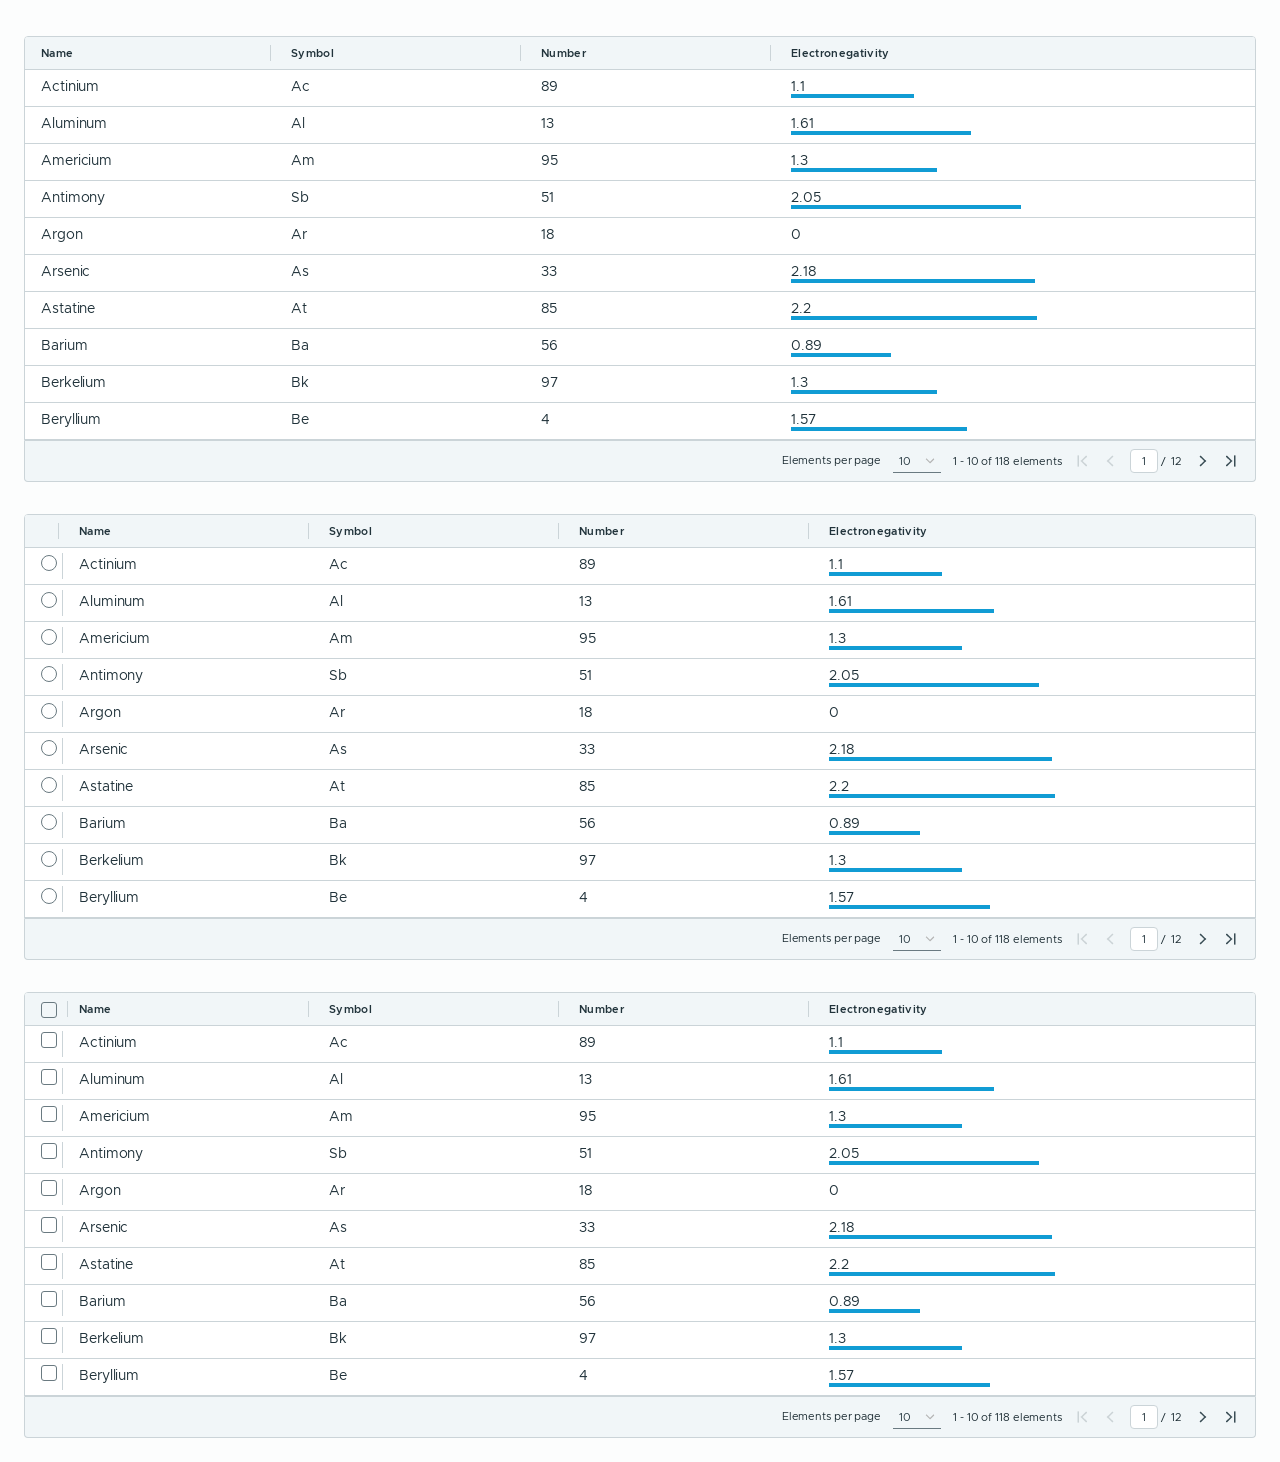 Name Symbol Number Electronegativity
Actinium Ac 89 1.1
Aluminum Al 13 1.61
Americium Am 95 1.3
Antimony Sb 51 2.05
Argon Ar 18 0
Arsenic As 33 2.18
Astatine At 85 2.2
Barium Ba 56 0.89
Berkelium Bk 97 1.3
Beryllium Be 4 1.57
Elements per page 10 1 - 10 of 118 elements 1 / 12
Name Symbol Number Electronegativity
Actinium Ac 89 1.1
Aluminum Al 13 1.61
Americium Am 95 1.3
Antimony Sb 51 2.05
Argon Ar 18 0
Arsenic As 33 2.18
Astatine At 85 2.2
Barium Ba 56 0.89
Berkelium Bk 97 1.3
Beryllium Be 4 1.57
Elements per page 10 1 - 10 of 118 elements 1 / 12
Name Symbol Number Electronegativity
Actinium Ac 89 1.1
Aluminum Al 13 1.61
Americium Am 95 1.3
Antimony Sb 51 2.05
Argon Ar 18 0
Arsenic As 33 2.18
Astatine At 85 2.2
Barium Ba 56 0.89
Berkelium Bk 97 1.3
Beryllium Be 4 1.57
Elements per page 10 1 - 10 of 118 elements 1 / 12